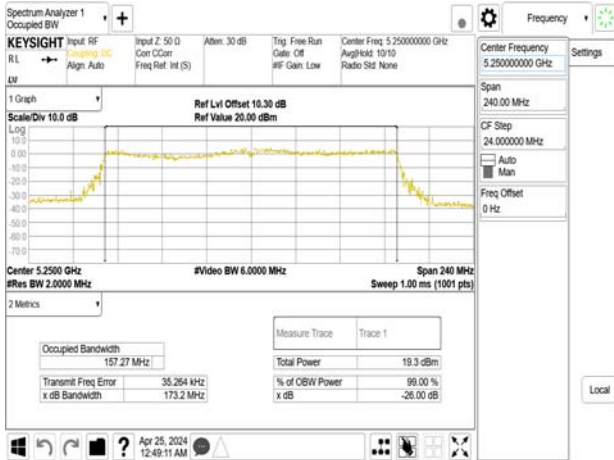 Spectrum Analyzer 1
Occupied BW
Frequency
KEYSIGHT
RL
Input: RF
Coupling: DC
Align: Auto
Input Z: 50 Ω
Corr CCorr
Freq Ref: Int (S)
Atten: 30 dB
Trig: Free Run
Gate: Off
#IF Gain: Low
Center Freq: 5.250000000 GHz
Avg|Hold: 10/10
Radio Std: None
Center Frequency
5.250000000 GHz
Settings
Span
240.00 MHz
CF Step
24.000000 MHz
Auto
Man
Freq Offset
0 Hz
Local
1 Graph
Scale/Div 10.0 dB
Ref Lvl Offset 10.30 dB
Ref Value 20.00 dBm
Log
10.0
0.00
-10.0
-20.0
-30.0
-40.0
-50.0
-60.0
-70.0
Center 5.2500 GHz
#Video BW 6.0000 MHz
Span 240 MHz
#Res BW 2.0000 MHz
Sweep 1.00 ms (1001 pts)
2 Metrics
Measure Trace Trace 1
Occupied Bandwidth
157.27 MHz
Total Power 19.3 dBm
Transmit Freq Error 35.264 kHz
% of OBW Power 99.00 %
x dB Bandwidth 173.2 MHz
x dB -26.00 dB
?
Apr 25, 2024
12:49:11 AM